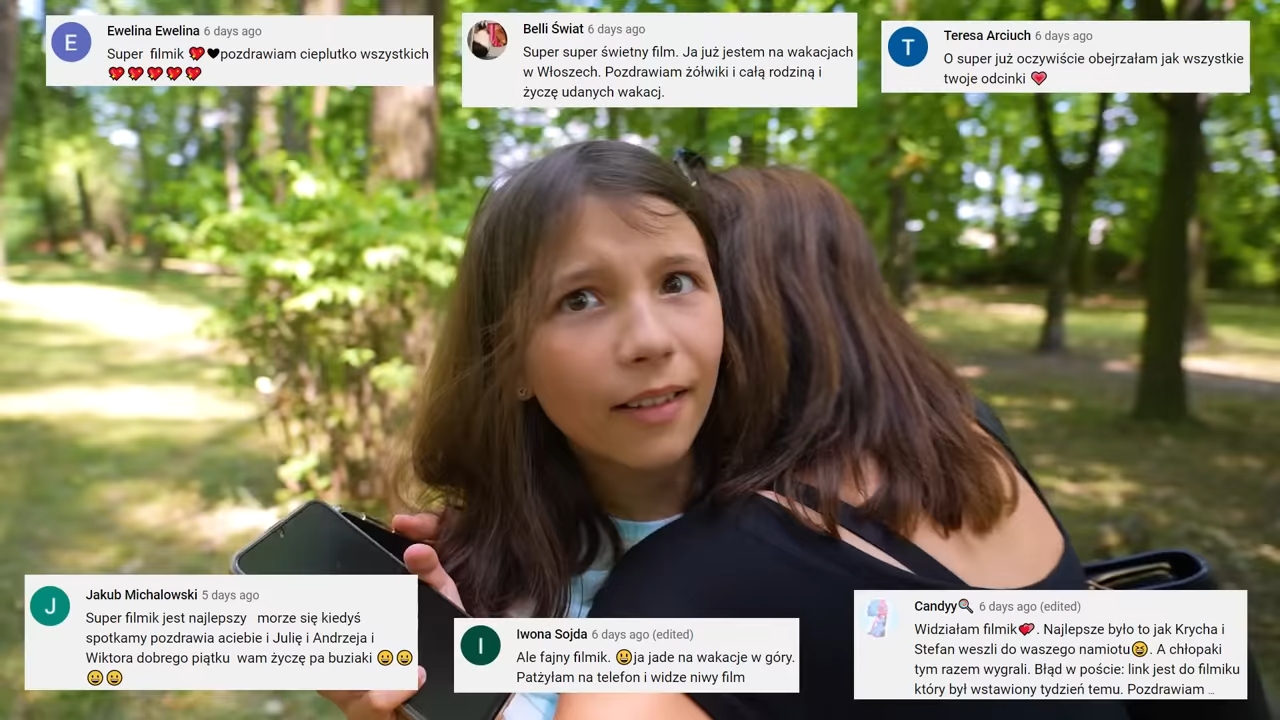 Ewelina Ewelina 6 days ago
Super filmik 💘🖤pozdrawiam cieplutko wszystkich
💘💘💘💘💘
Belli Świat 6 days ago
Super super świetny film. Ja już jestem na wakacjach
w Włoszech. Pozdrawiam żółwiki i całą rodziną i
życzę udanych wakacj.
Teresa Arciuch 6 days ago
O super już oczywiście obejrzałam jak wszystkie
twoje odcinki 💗
E
T
J
Jakub Michalowski 5 days ago
Super filmik jest najlepszy morze się kiedyś
spotkamy pozdrawia aciebie i Julię i Andrzeja i
Wiktora dobrego piątku wam życzę pa buziaki 😀😀
😀😀
I
Iwona Sojda 6 days ago (edited)
Ale fajny filmik. 😃ja jade na wakacje w góry.
Patżyłam na telefon i widze niwy film
Candyy🔍 6 days ago (edited)
Widziałam filmik💕. Najlepsze było to jak Krycha i
Stefan weszli do waszego namiotu😆. A chłopaki
tym razem wygrali. Błąd w poście: link jest do filmiku
który był wstawiony tydzień temu. Pozdrawiam ...